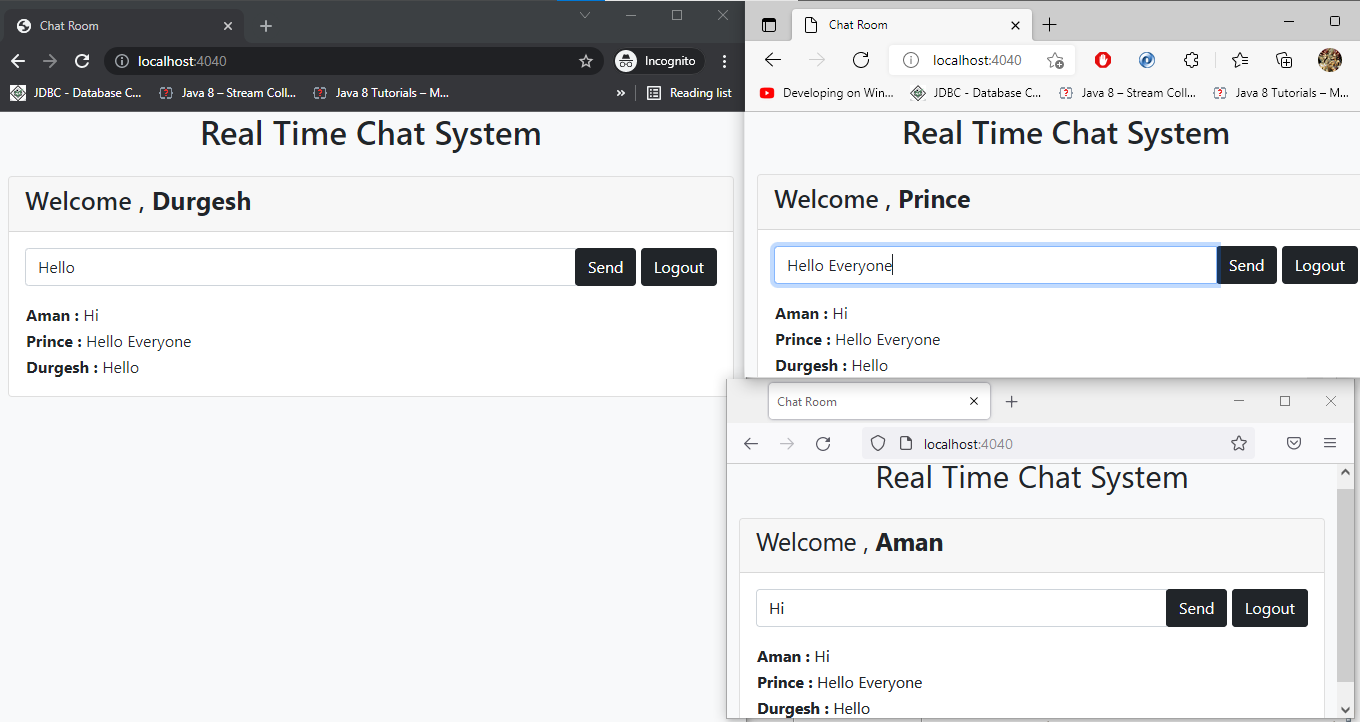 Chat Room
localhost:4040
Incognito
JDBC - Database C...
Java 8 – Stream Coll...
Java 8 Tutorials – M...
»
Reading list
Real Time Chat System
Welcome , Durgesh
Hello
Send
Logout
Aman : Hi
Prince : Hello Everyone
Durgesh : Hello
Chat Room
localhost:4040
Developing on Win...
JDBC - Database C...
Java 8 – Stream Coll...
Java 8 Tutorials – M...
Real Time Chat System
Welcome , Prince
Hello Everyone
Send
Logout
Aman : Hi
Prince : Hello Everyone
Durgesh : Hello
Chat Room
localhost:4040
Real Time Chat System
Welcome , Aman
Hi
Send
Logout
Aman : Hi
Prince : Hello Everyone
Durgesh : Hello